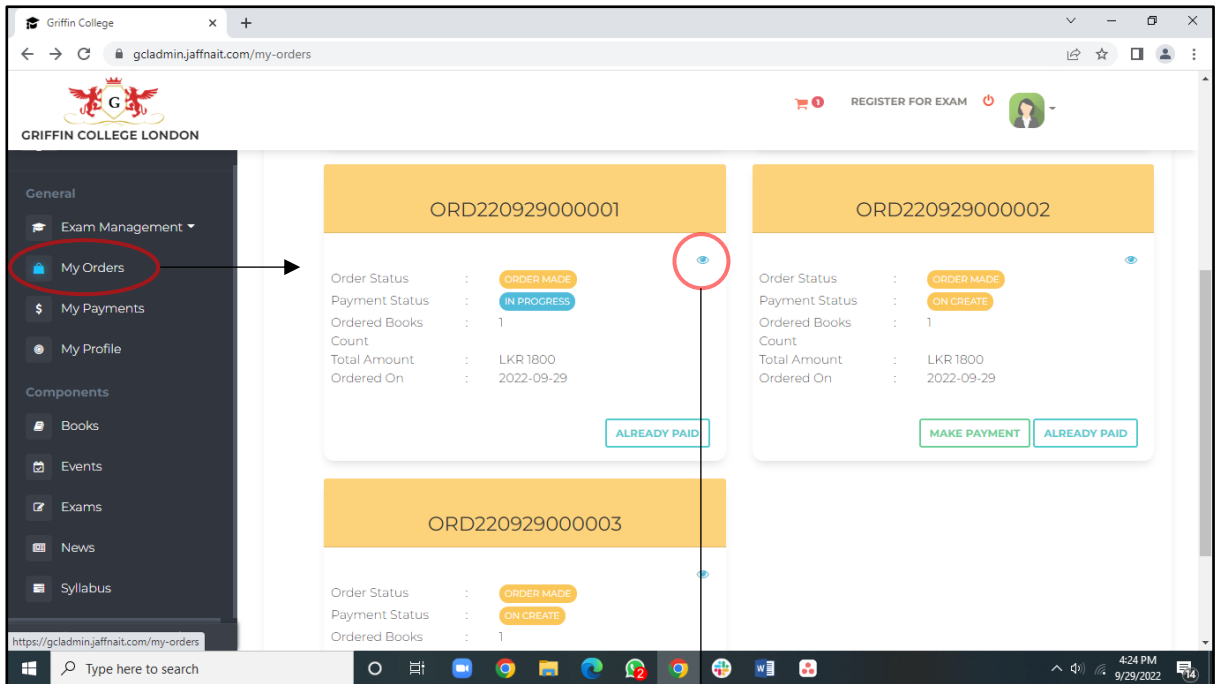 Griffin College
gcladmin.jaffnait.com/my-orders
G
GRIFFIN COLLEGE LONDON
1
REGISTER FOR EXAM
General
Exam Management
My Orders
My Payments
My Profile
Components
Books
Events
Exams
News
Syllabus
https://gcladmin.jaffnait.com/my-orders
ORD220929000001
Order Status : ORDER MADE
Payment Status : IN PROGRESS
Ordered Books : 1
Count
Total Amount : LKR 1800
Ordered On : 2022-09-29
ALREADY PAID
ORD220929000002
Order Status : ORDER MADE
Payment Status : ON CREATE
Ordered Books : 1
Count
Total Amount : LKR 1800
Ordered On : 2022-09-29
MAKE PAYMENT ALREADY PAID
ORD220929000003
Order Status : ORDER MADE
Payment Status : ON CREATE
Ordered Books : 1
Type here to search
2
4:24 PM
9/29/2022
14